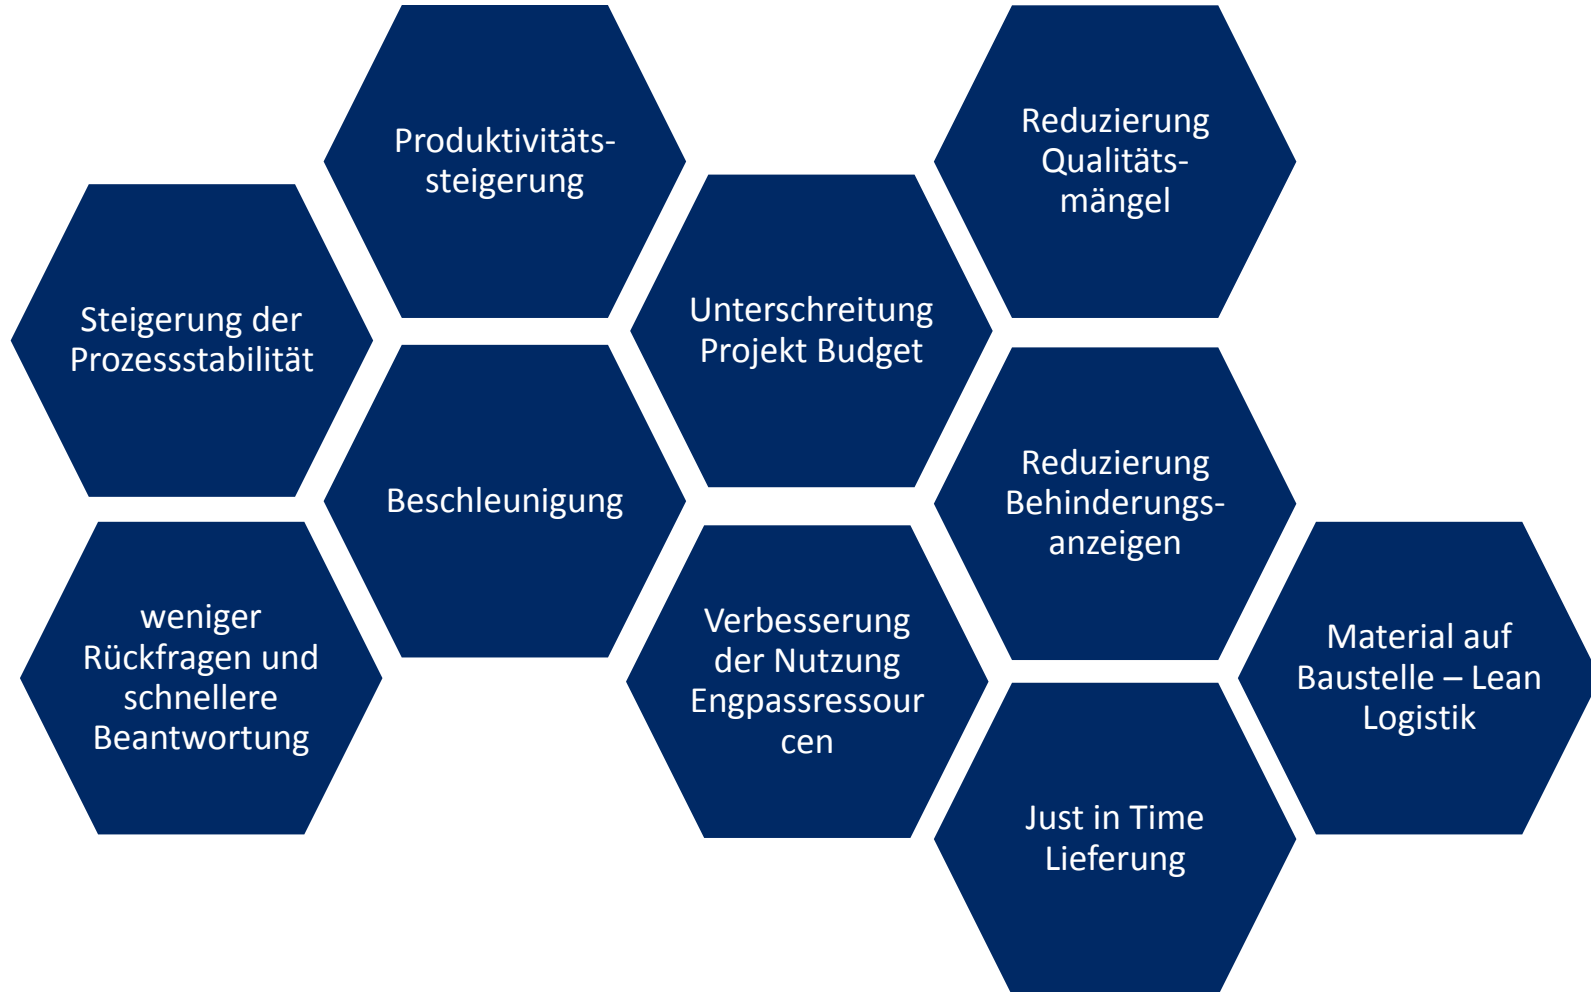 Produktivitäts-
steigerung
Reduzierung
Qualitäts-
mängel
Steigerung der
Prozessstabilität
Unterschreitung
Projekt Budget
Beschleunigung
Reduzierung
Behinderungs-
anzeigen
weniger
Rückfragen und
schnellere
Beantwortung
Verbesserung
der Nutzung
Engpassressour
cen
Material auf
Baustelle – Lean
Logistik
Just in Time
Lieferung